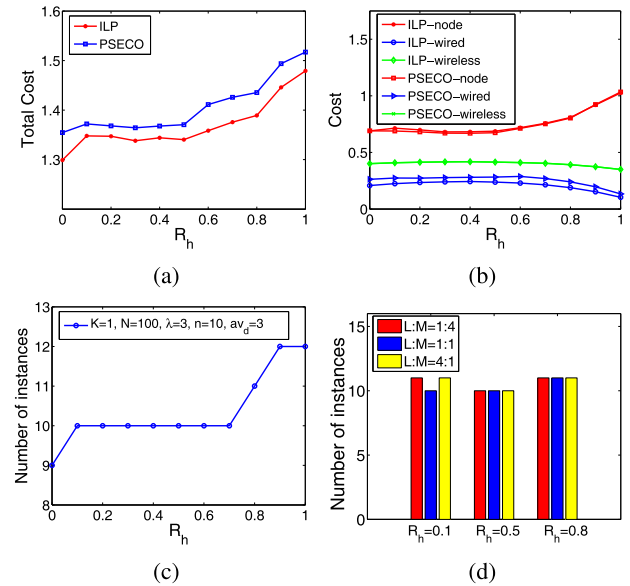 1.6
1.5
1.4
1.3
Total Cost
ILP
PSECO
0 0.2 0.4 0.6 0.8 1
R_h
(a)
1.5
1
0.5
0
Cost
ILP−node
ILP−wired
ILP−wireless
PSECO−node
PSECO−wired
PSECO−wireless
0 0.2 0.4 0.6 0.8 1
R_h
(b)
13
12
11
10
9
8
Number of instances
K=1, N=100, λ=3, n=10, av_d=3
0 0.2 0.4 0.6 0.8 1
R_h
(c)
15
10
5
0
Number of instances
L:M=1:4
L:M=1:1
L:M=4:1
R_h=0.1 R_h=0.5 R_h=0.8
(d)